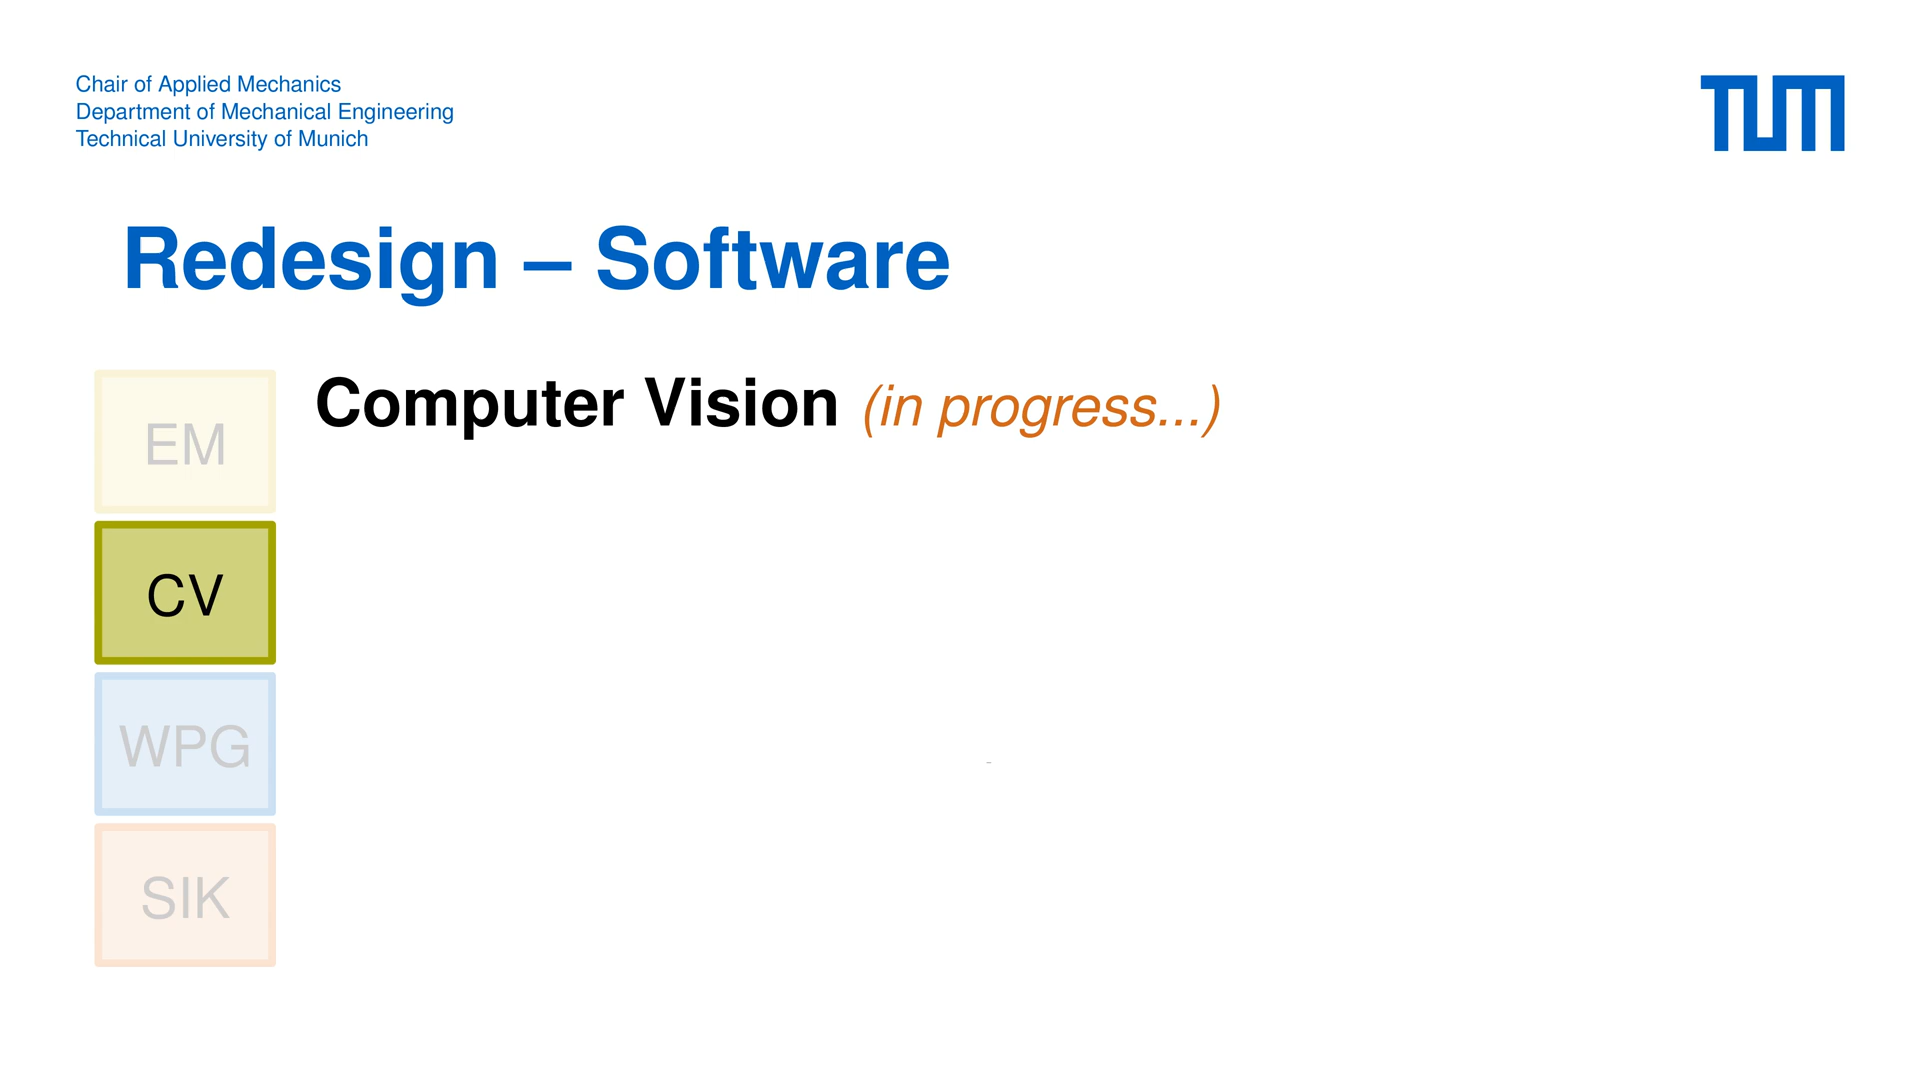 Chair of Applied Mechanics
Department of Mechanical Engineering
Technical University of Munich
TUM
Redesign – Software
Computer Vision (in progress...)
EM
CV
WPG
SIK